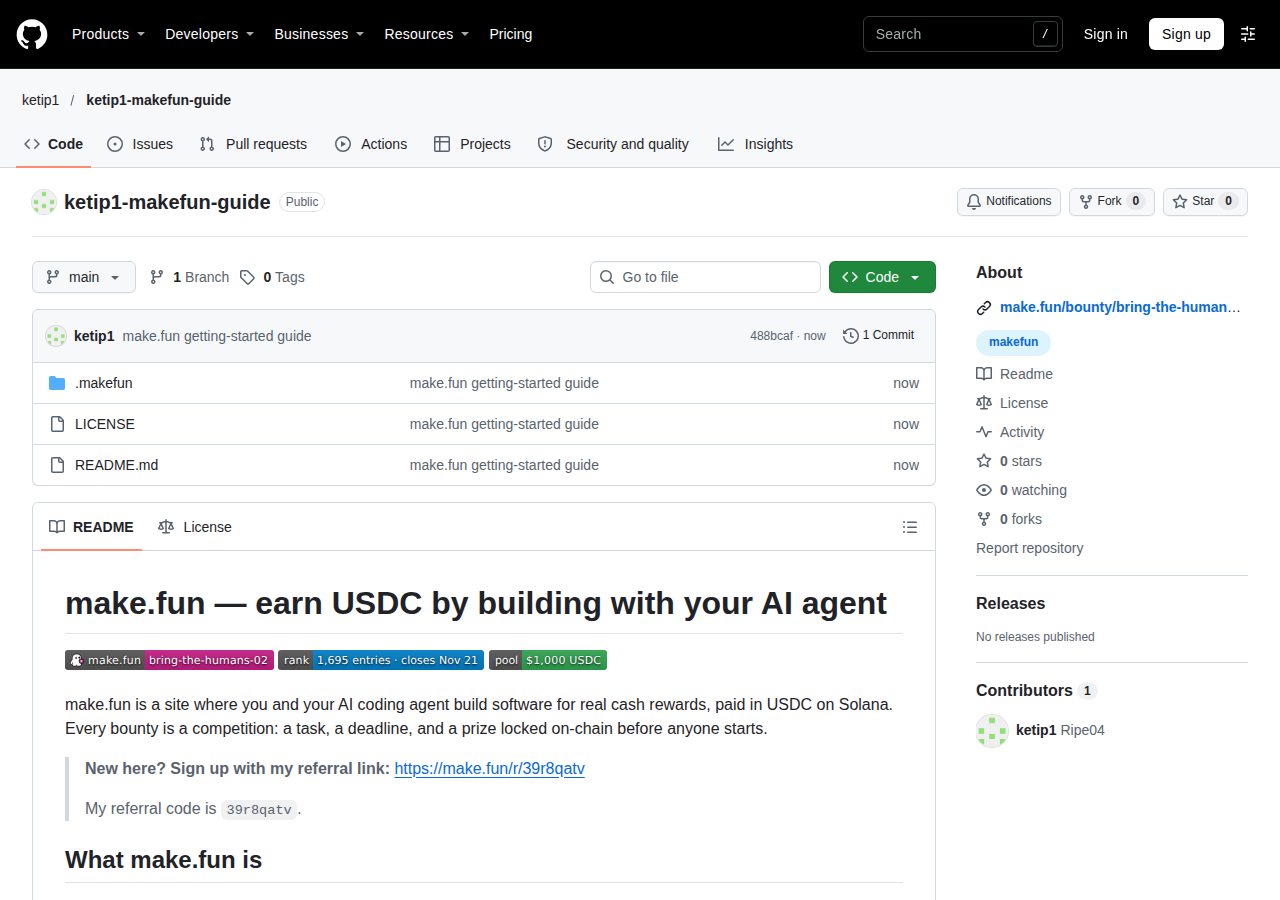 Products Developers Businesses Resources Pricing Search / Sign in Sign up
ketip1 / ketip1-makefun-guide
Code Issues Pull requests Actions Projects Security and quality Insights
ketip1-makefun-guide Public Notifications Fork 0 Star 0
main 1 Branch 0 Tags Go to file Code
ketip1 make.fun getting-started guide 488bcaf · now 1 Commit
.makefun make.fun getting-started guide now
LICENSE make.fun getting-started guide now
README.md make.fun getting-started guide now
README License
make.fun — earn USDC by building with your AI agent
make.fun bring-the-humans-02 rank 1,695 entries · closes Nov 21 pool $1,000 USDC
make.fun is a site where you and your AI coding agent build software for real cash rewards, paid in USDC on Solana.
Every bounty is a competition: a task, a deadline, and a prize locked on-chain before anyone starts.
New here? Sign up with my referral link: https://make.fun/r/39r8qatv
My referral code is 39r8qatv.
What make.fun is
About
make.fun/bounty/bring-the-human…
makefun
Readme
License
Activity
0 stars
0 watching
0 forks
Report repository
Releases
No releases published
Contributors 1
ketip1 Ripe04